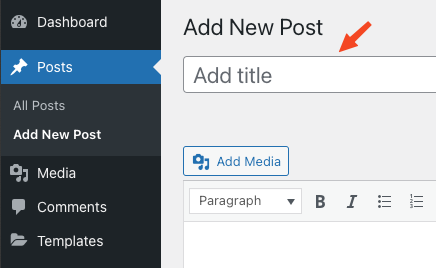 Dashboard
Posts
All Posts
Add New Post
Media
Comments
Templates
Add New Post
Add title
Add Media
Paragraph
B I